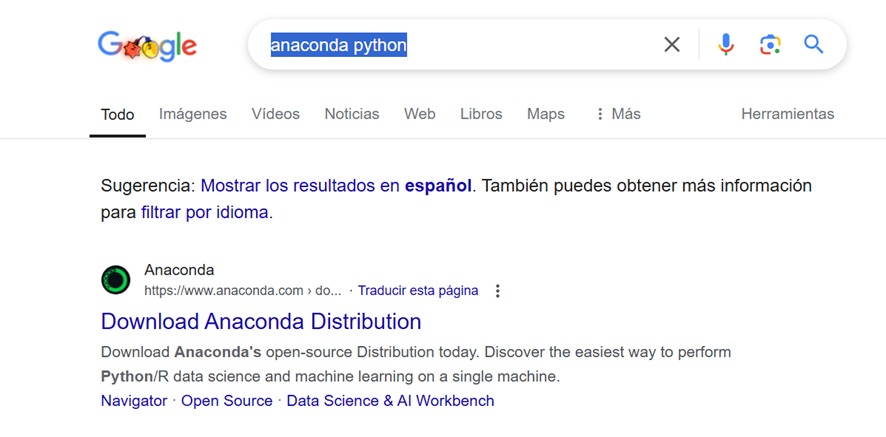 Google
anaconda python
Todo Imágenes Vídeos Noticias Web Libros Maps Más Herramientas
Sugerencia: Mostrar los resultados en español. También puedes obtener más información
para filtrar por idioma.
Anaconda
https://www.anaconda.com › do... · Traducir esta página
Download Anaconda Distribution
Download Anaconda's open-source Distribution today. Discover the easiest way to perform
Python/R data science and machine learning on a single machine.
Navigator · Open Source · Data Science & AI Workbench